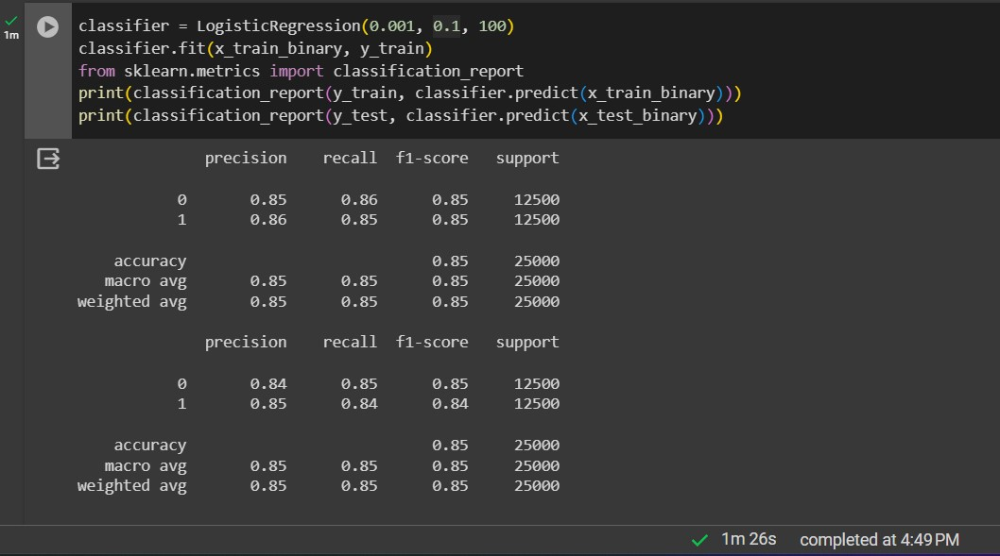 classifier = LogisticRegression(0.001, 0.1, 100)
1m
classifier.fit(x_train_binary, y_train)
from sklearn.metrics import classification_report
print(classification_report(y_train, classifier.predict(x_train_binary)))
print(classification_report(y_test, classifier.predict(x_test_binary)))
precision recall f1-score support
0 0.85 0.86 0.85 12500
1 0.86 0.85 0.85 12500
accuracy 0.85 25000
macro avg 0.85 0.85 0.85 25000
weighted avg 0.85 0.85 0.85 25000
precision recall f1-score support
0 0.84 0.85 0.85 12500
1 0.85 0.84 0.84 12500
accuracy 0.85 25000
macro avg 0.85 0.85 0.85 25000
weighted avg 0.85 0.85 0.85 25000
1m 26s completed at 4:49 PM